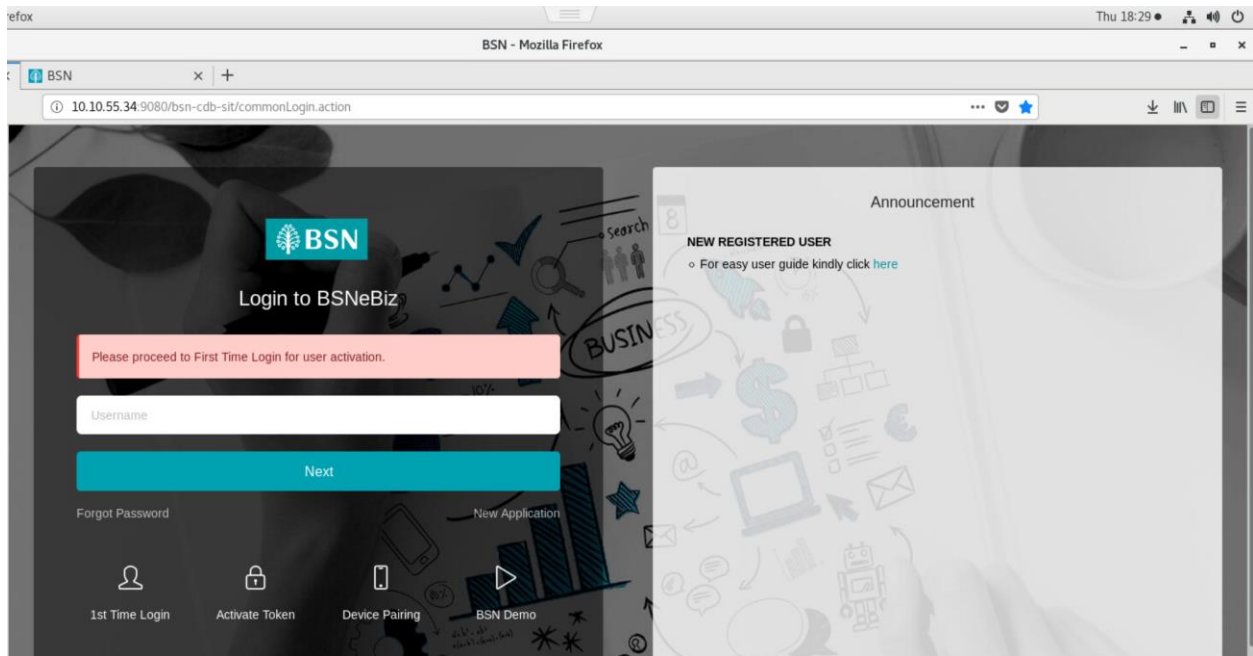 refox
Thu 18:29
BSN - Mozilla Firefox
BSN
10.10.55.34:9080/bsn-cdb-sit/commonLogin.action
BSN
Login to BSNeBiz
Please proceed to First Time Login for user activation.
Username
Next
Forgot Password
New Application
1st Time Login
Activate Token
Device Pairing
BSN Demo
Announcement
NEW REGISTERED USER
For easy user guide kindly click here
Search
8
BUSINESS
10%
@